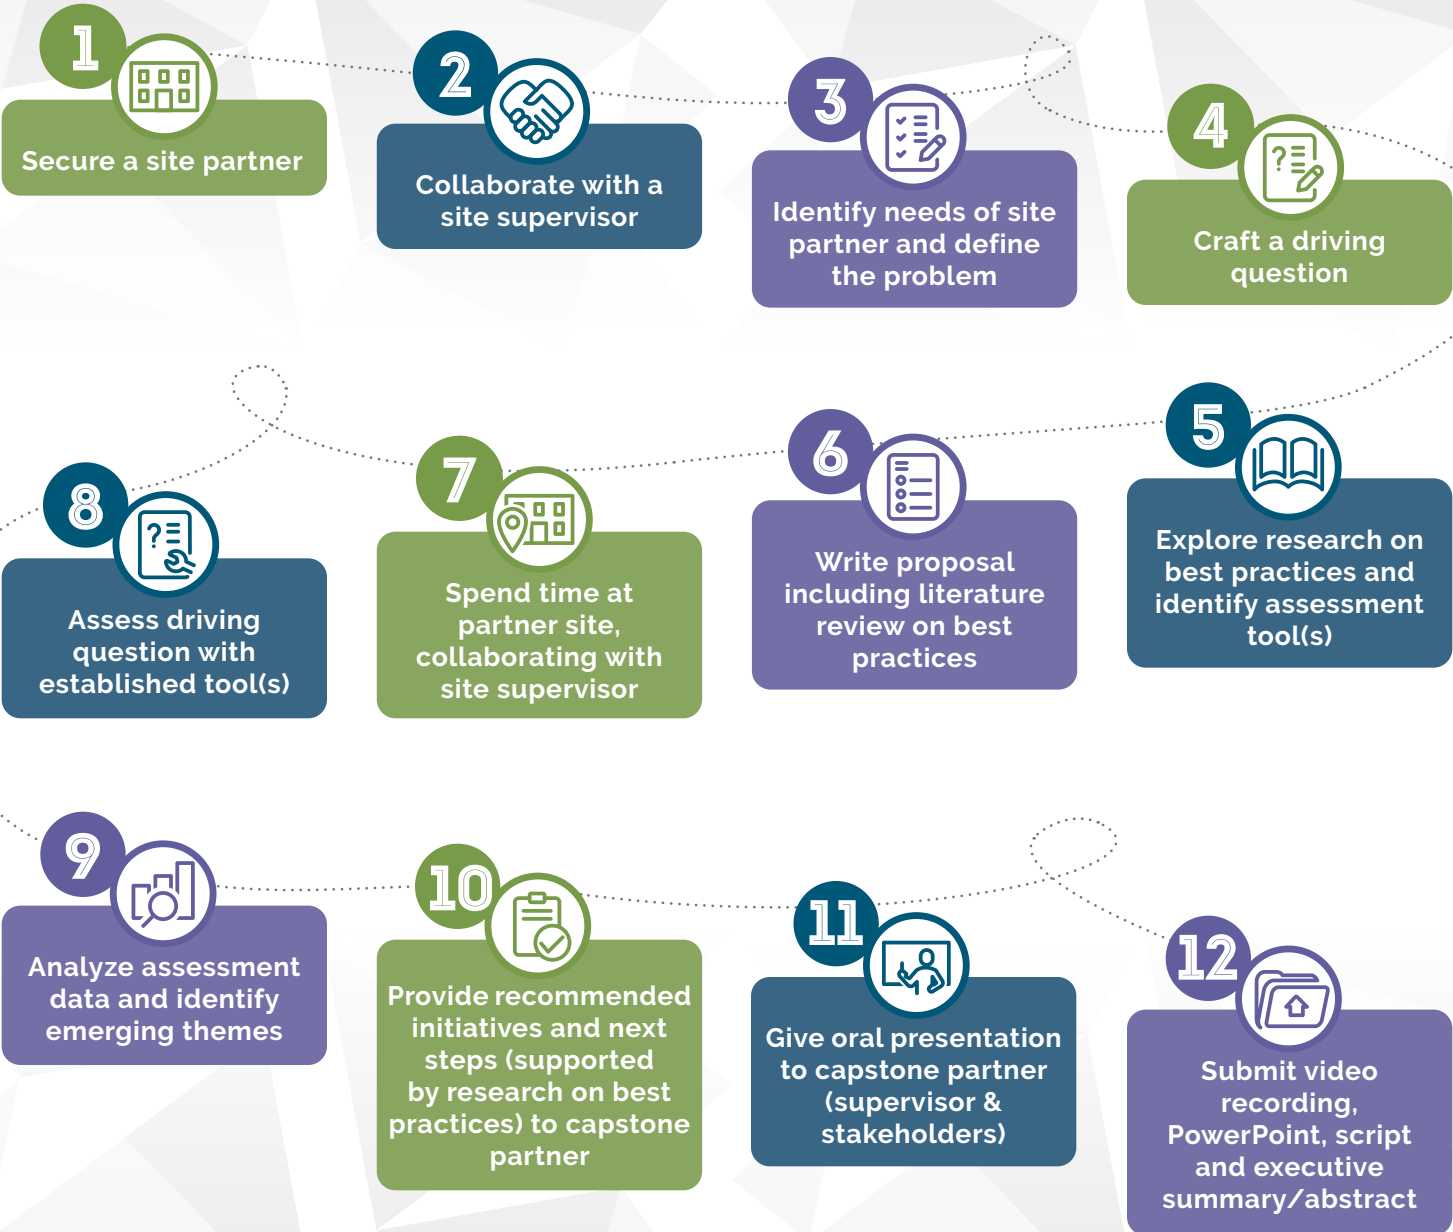 1
Secure a site partner
2
Collaborate with a
site supervisor
3
Identify needs of site
partner and define
the problem
4
Craft a driving
question
5
Explore research on
best practices and
identify assessment
tool(s)
6
Write proposal
including literature
review on best
practices
7
Spend time at
partner site,
collaborating with
site supervisor
8
Assess driving
question with
established tool(s)
9
Analyze assessment
data and identify
emerging themes
10
Provide recommended
initiatives and next
steps (supported
by research on best
practices) to capstone
partner
11
Give oral presentation
to capstone partner
(supervisor &
stakeholders)
12
Submit video
recording,
PowerPoint, script
and executive
summary/abstract